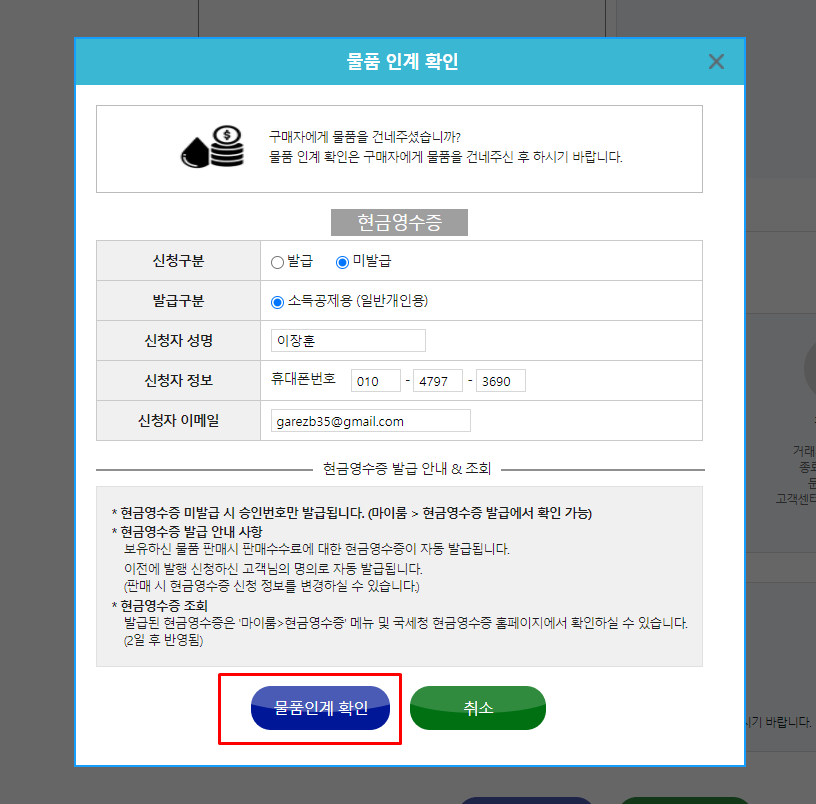 물품 인계 확인
구매자에게 물품을 건네주셨습니까?
물품 인계 확인은 구매자에게 물품을 건네주신 후 하시기 바랍니다.
현금영수증
신청구분 발급 미발급
발급구분 소득공제용 (일반개인용)
신청자 성명 이장훈
신청자 정보 휴대폰번호 010 - 4797 - 3690
신청자 이메일 garezb35@gmail.com
현금영수증 발급 안내 & 조회
* 현금영수증 미발급 시 승인번호만 발급됩니다. (마이룸 > 현금영수증 발급에서 확인 가능)
* 현금영수증 발급 안내 사항
보유하신 물품 판매시 판매수수료에 대한 현금영수증이 자동 발급됩니다.
이전에 발행 신청하신 고객님의 명의로 자동 발급됩니다.
(판매 시 현금영수증 신청 정보를 변경하실 수 있습니다.)
* 현금영수증 조회
발급된 현금영수증은 '마이룸>현금영수증' 메뉴 및 국세청 현금영수증 홈페이지에서 확인하실 수 있습니다.
(2일 후 반영됨)
물품인계 확인 취소
거래
종료
고객센터
시기 바랍니다.